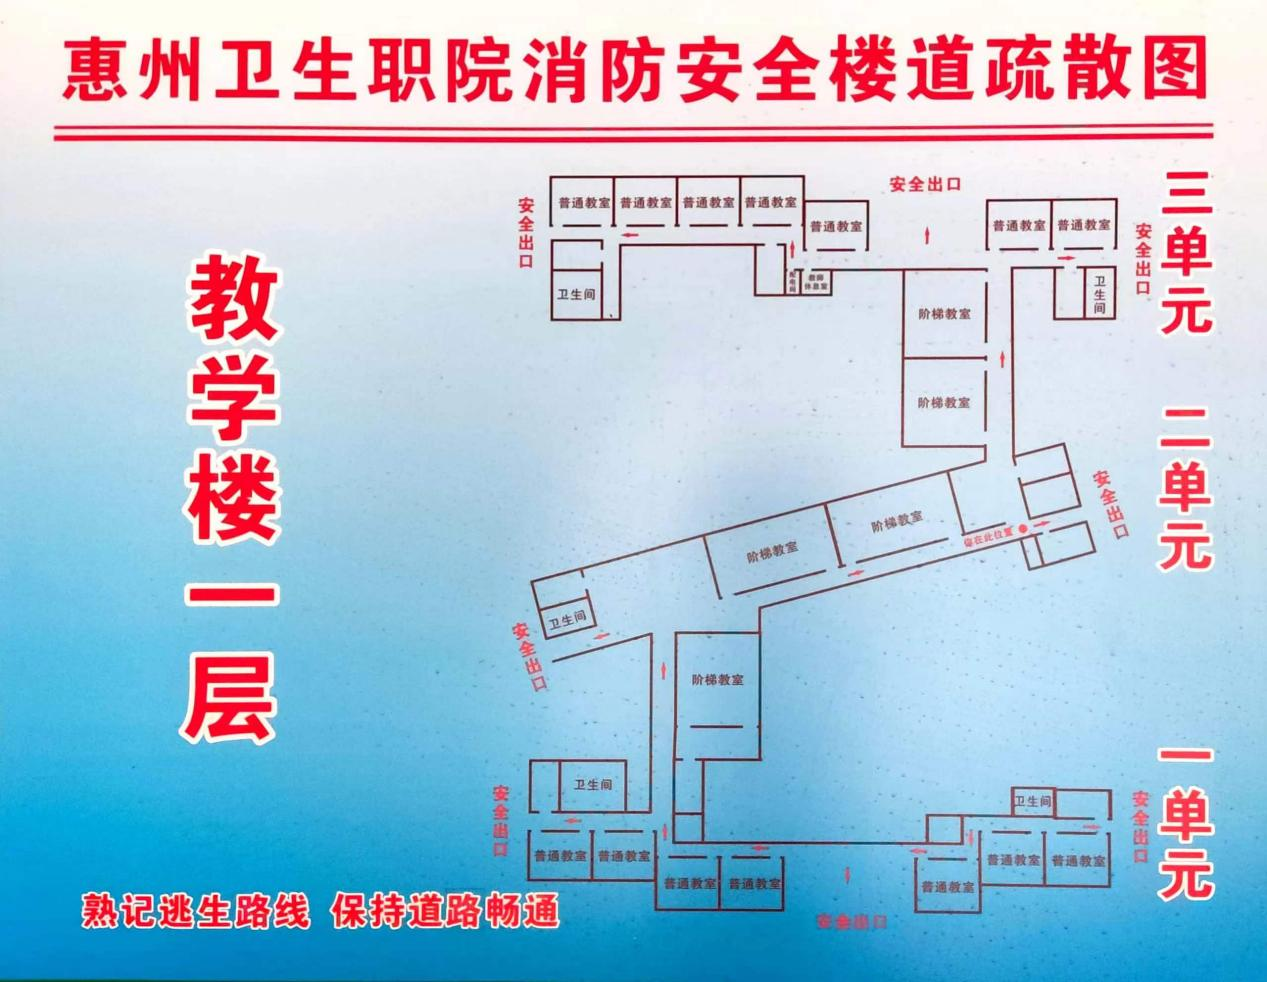 惠州卫生职院消防安全楼道疏散图
教学楼一层
三单元
安全出口
安全出口
普通教室
普通教室
普通教室
普通教室
普通教室
普通教室
普通教室
安全出口
卫生间
配电间
教师
休息室
卫生间
阶梯教室
阶梯教室
二单元
安全出口
阶梯教室
阶梯教室
您在此位置
卫生间
安全出口
阶梯教室
一单元
安全出口
卫生间
卫生间
安全出口
普通教室
普通教室
普通教室
普通教室
普通教室
普通教室
普通教室
安全出口
熟记逃生路线 保持道路畅通